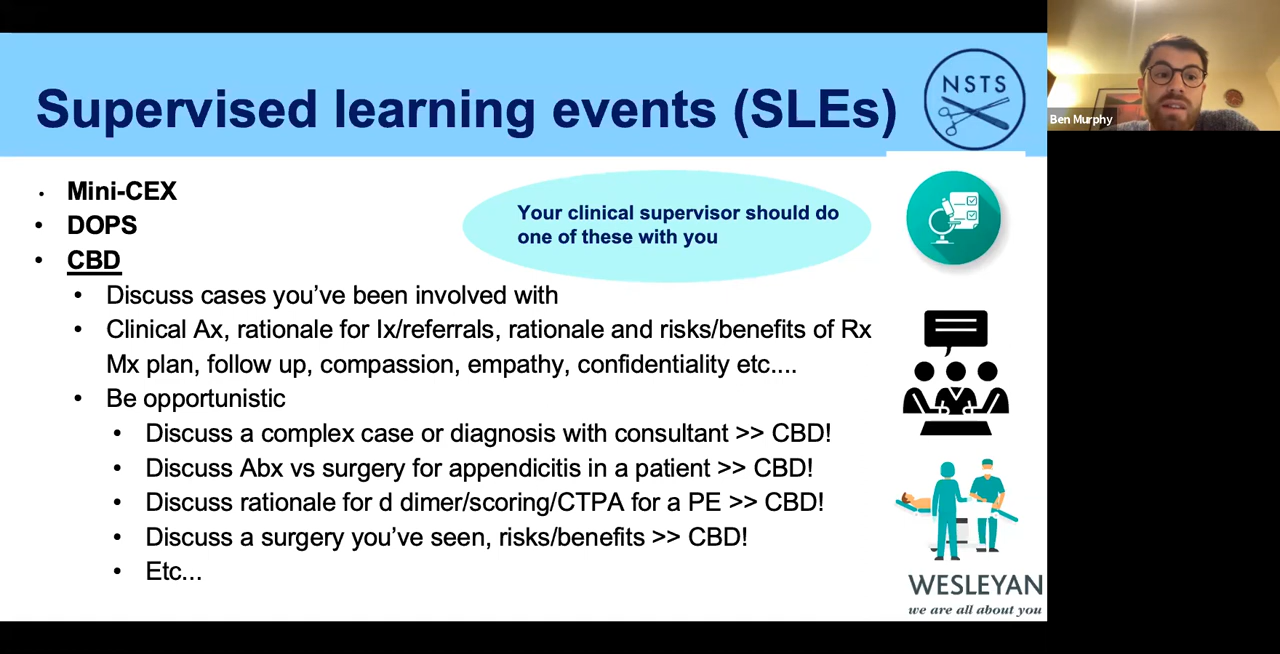 Supervised learning events (SLEs)
NSTS
Ben Murphy
• Mini-CEX
• DOPS
• CBD
Your clinical supervisor should do
one of these with you
• Discuss cases you’ve been involved with
• Clinical Ax, rationale for Ix/referrals, rationale and risks/benefits of Rx
Mx plan, follow up, compassion, empathy, confidentiality etc....
• Be opportunistic
• Discuss a complex case or diagnosis with consultant >> CBD!
• Discuss Abx vs surgery for appendicitis in a patient >> CBD!
• Discuss rationale for d dimer/scoring/CTPA for a PE >> CBD!
• Discuss a surgery you’ve seen, risks/benefits >> CBD!
• Etc...
WESLEYAN
we are all about you